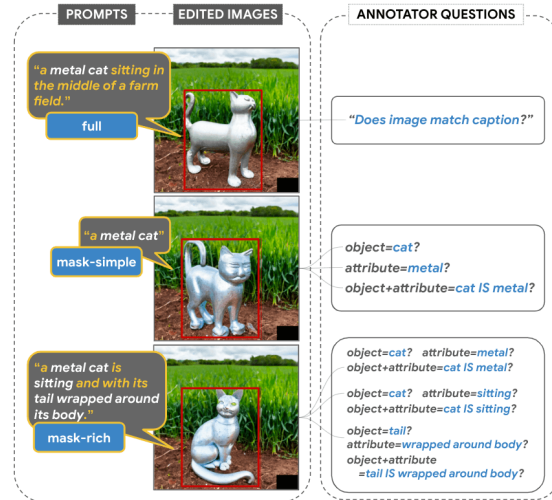 PROMPTS
EDITED IMAGES
ANNOTATOR QUESTIONS
“a metal cat sitting in
the middle of a farm
field.”
full
“Does image match caption?”
“a metal cat”
mask-simple
object=cat?
attribute=metal?
object+attribute=cat IS metal?
“a metal cat is
sitting and with its
tail wrapped around
its body.”
mask-rich
object=cat? attribute=metal?
object+attribute=cat IS metal?
object=cat? attribute=sitting?
object+attribute=cat IS sitting?
object=tail?
attribute=wrapped around body?
object+attribute
=tail IS wrapped around body?